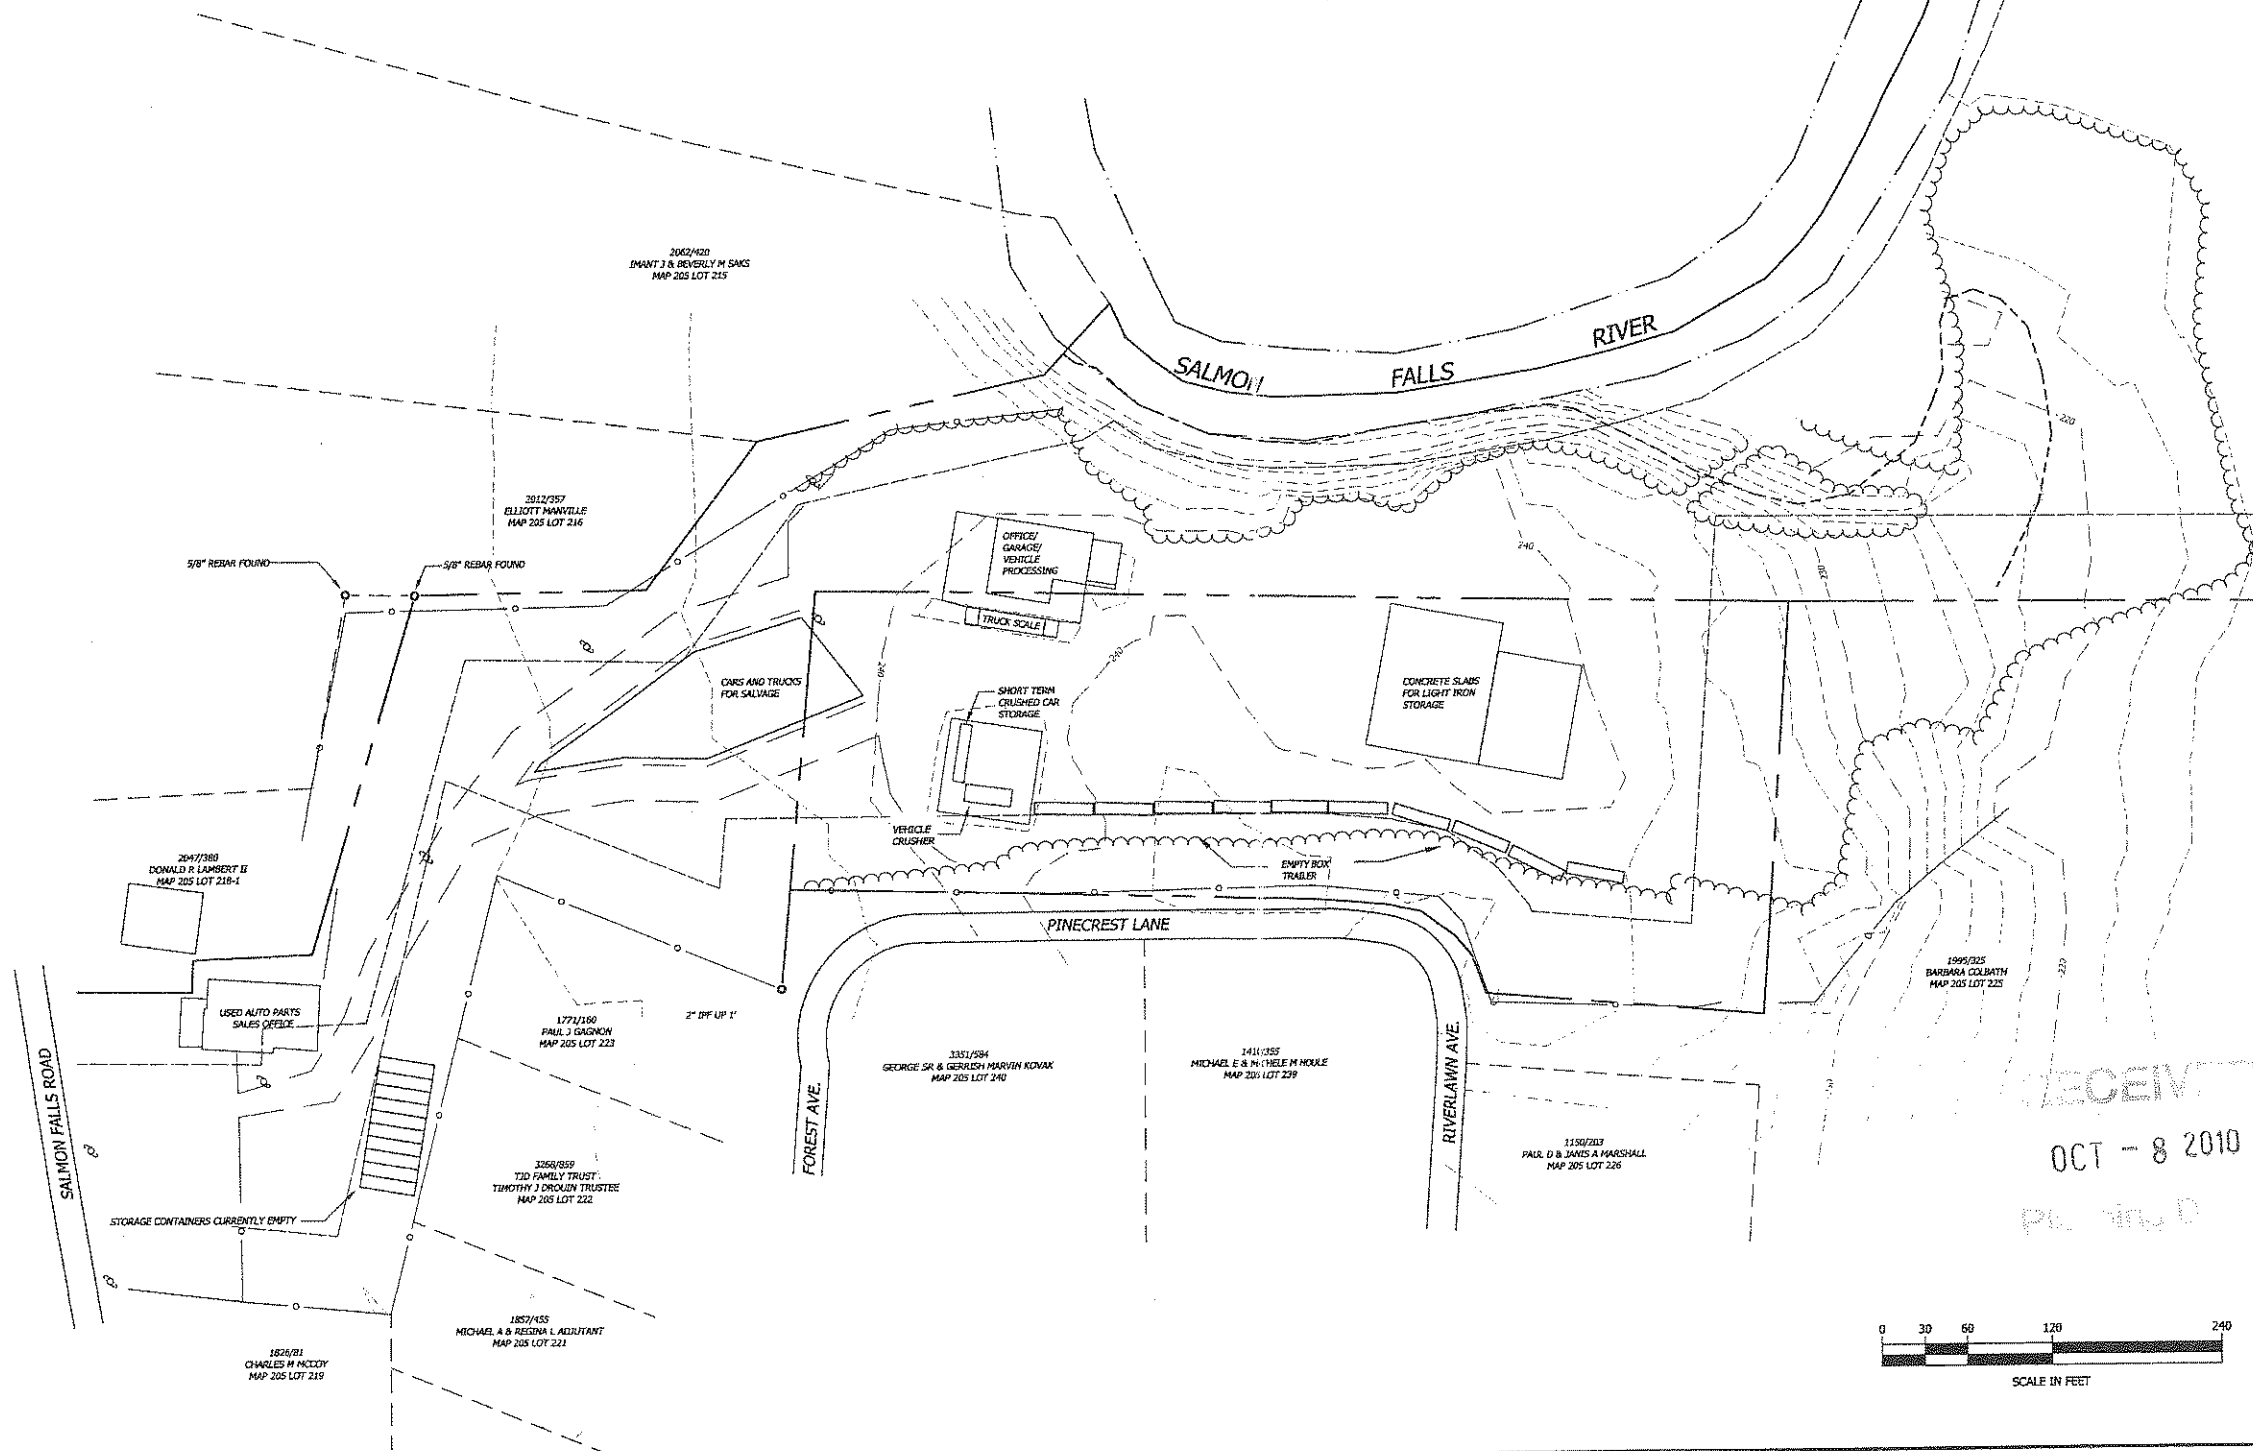 2062/420
IMANT J & BEVERLY M SAKS
MAP 205 LOT 215
SALMON FALLS RIVER
2012/357
ELLIOTT MANVILLE
MAP 205 LOT 216
5/8" REBAR FOUND
5/8" REBAR FOUND
OFFICE/
GARAGE/
VEHICLE
PROCESSING
TRUCK SCALE
220
240
230
240
240
CARS AND TRUCKS
FOR SALVAGE
SHORT TERM
CRUSHED CAR
STORAGE
CONCRETE SLABS
FOR LIGHT IRON
STORAGE
VEHICLE
CRUSHER
EMPTY BOX
TRAILER
2047/380
DONALD R LAMBERT II
MAP 205 LOT 218-1
PINECREST LANE
USED AUTO PARTS
SALES OFFICE
1771/160
PAUL J GAGNON
MAP 205 LOT 223
2" IPF UP 1'
1995/325
BARBARA COLBATH
MAP 205 LOT 225
220
3351/584
GEORGE SR & GERRISH MARVIN KOVAK
MAP 205 LOT 240
MICHAEL E & MICHELE M HOULE
MAP 205 LOT 239
SALMON FALLS ROAD
FOREST AVE.
RIVERLAWN AVE.
1150/203
PAUL D & JANIS A MARSHALL
MAP 205 LOT 226
3268/859
TJD FAMILY TRUST
TIMOTHY J DROUIN TRUSTEE
MAP 205 LOT 222
STORAGE CONTAINERS CURRENTLY EMPTY
OCT - 8 2010
1857/455
MICHAEL A & REGINA L ADJUTANT
MAP 205 LOT 221
1826/81
CHARLES M MCCOY
MAP 205 LOT 219
0 30 60 120 240
SCALE IN FEET